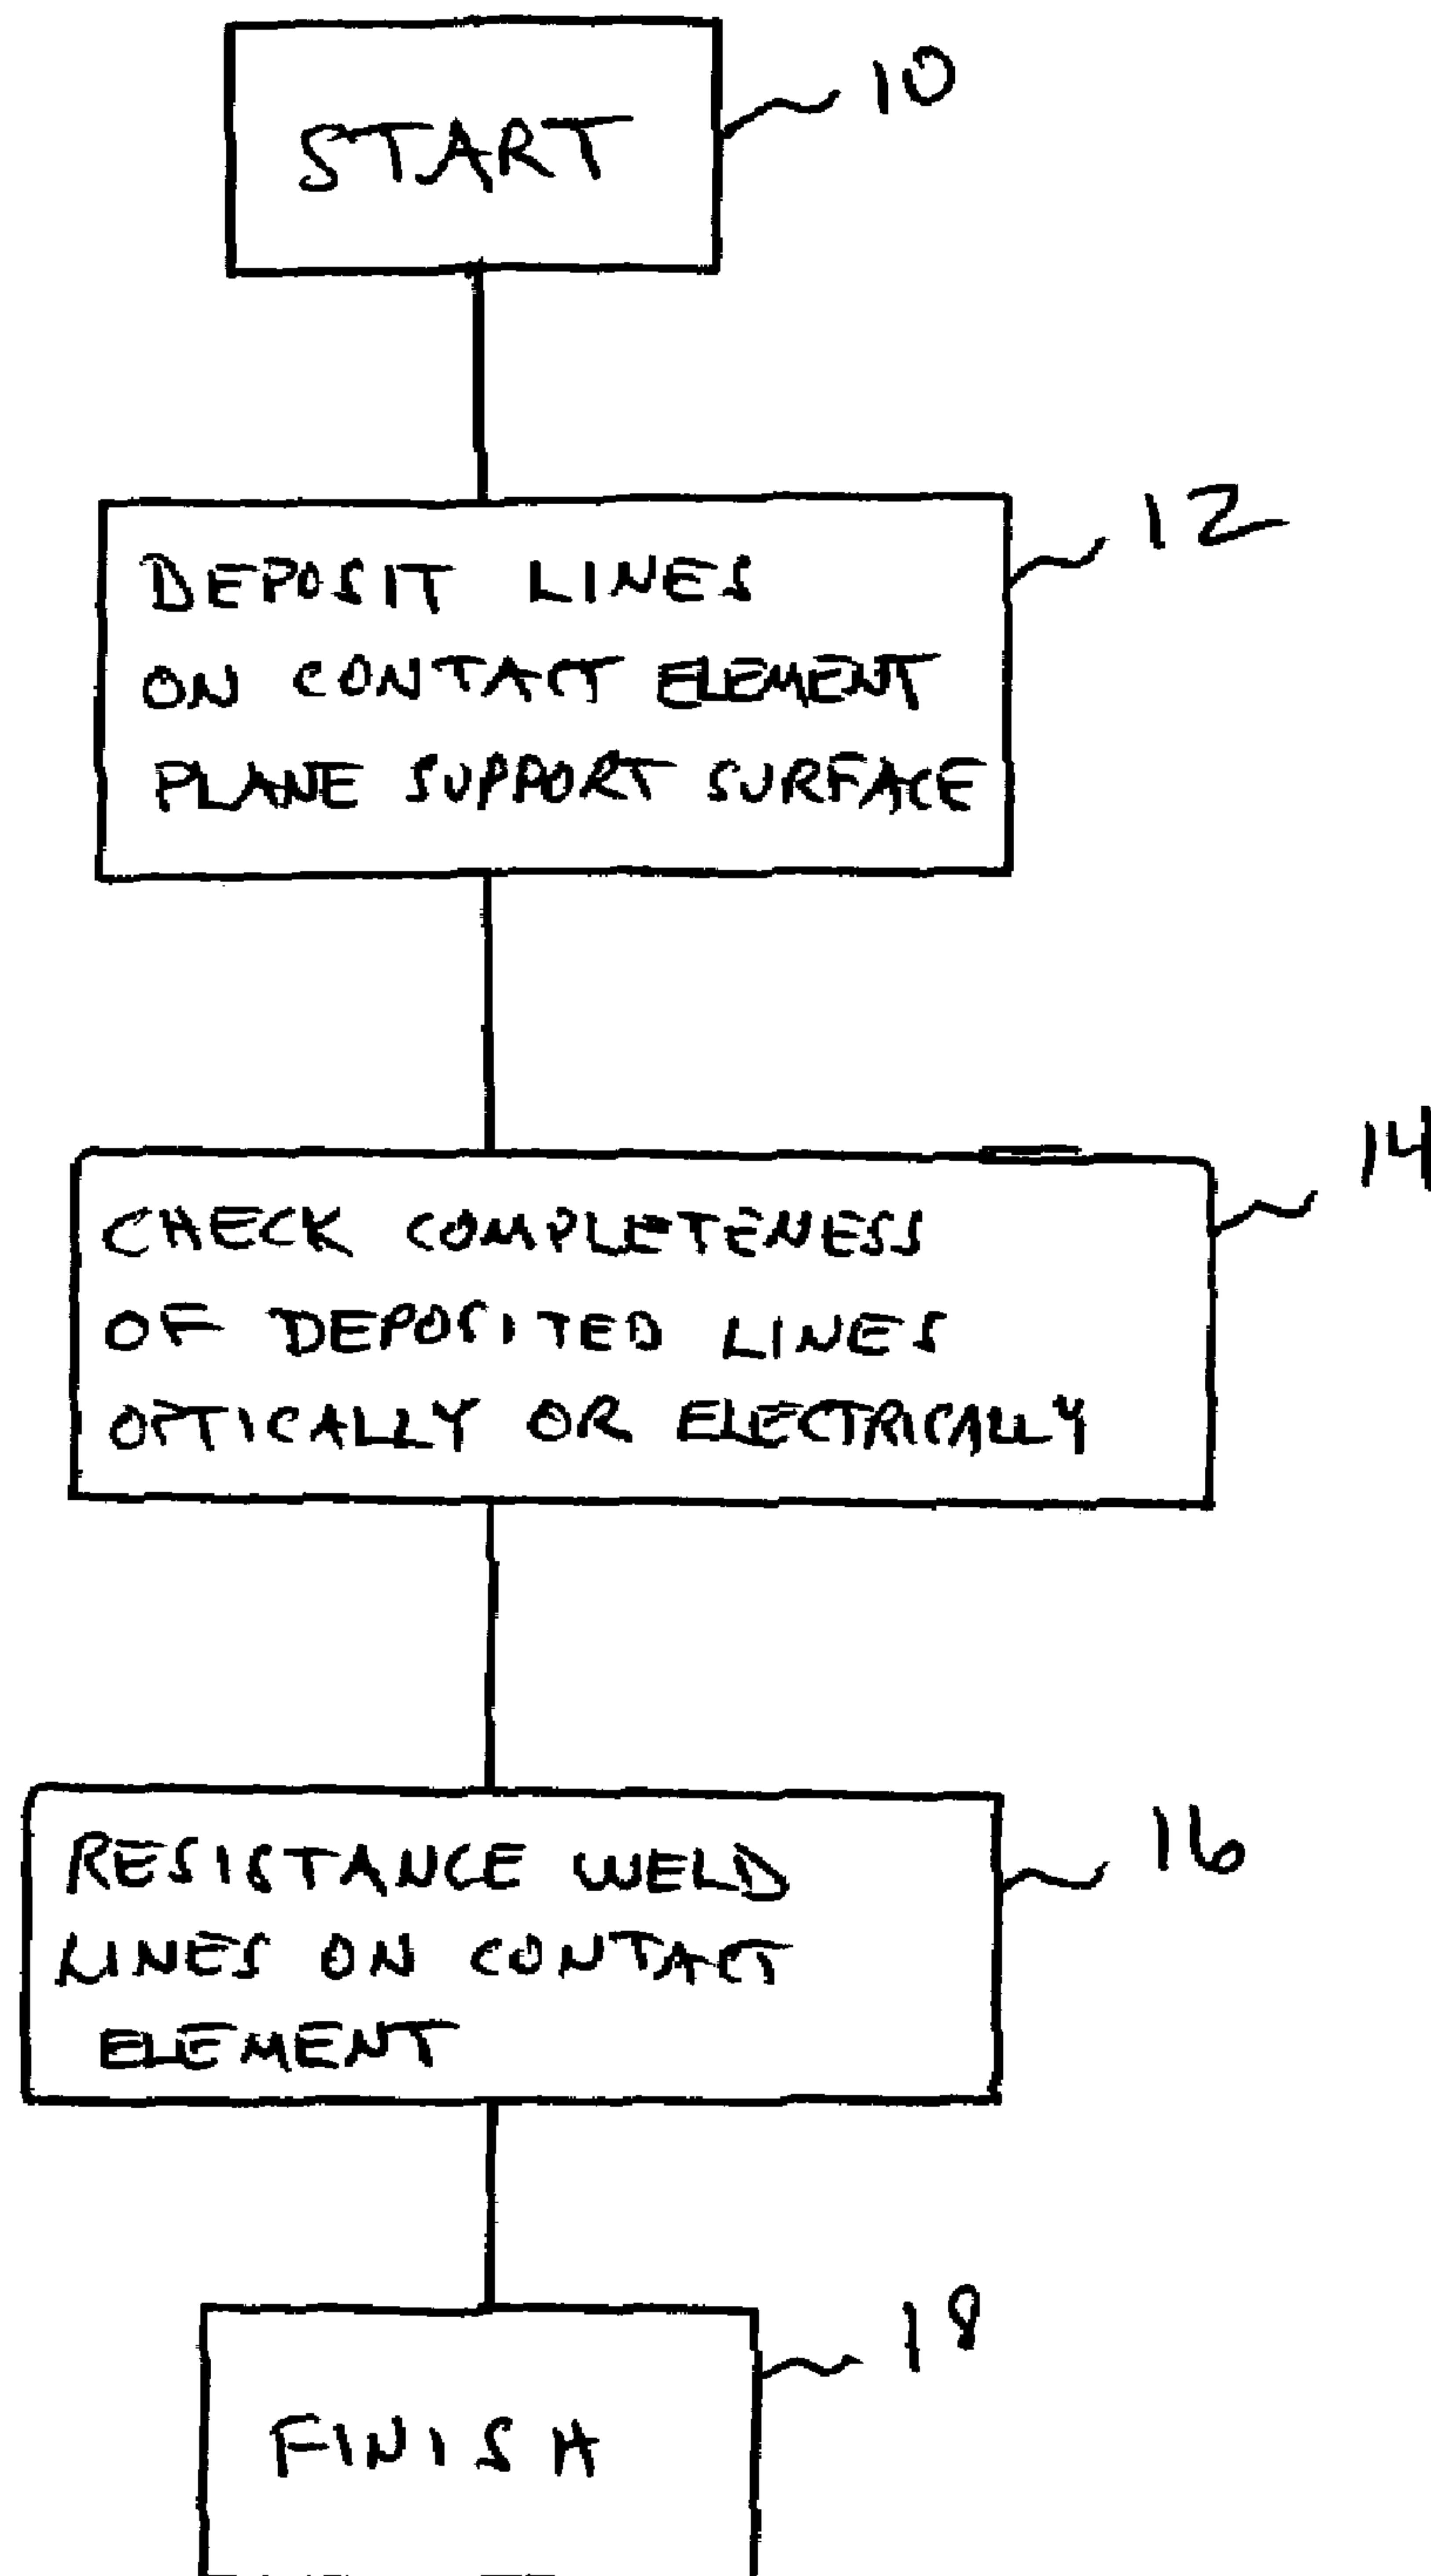 START
10
DEPOSIT LINES
ON CONTACT ELEMENT
PLANE SUPPORT SURFACE
12
CHECK COMPLETENESS
OF DEPOSITED LINES
OPTICALLY OR ELECTRICALLY
14
RESISTANCE WELD
LINES ON CONTACT
ELEMENT
16
FINISH
18